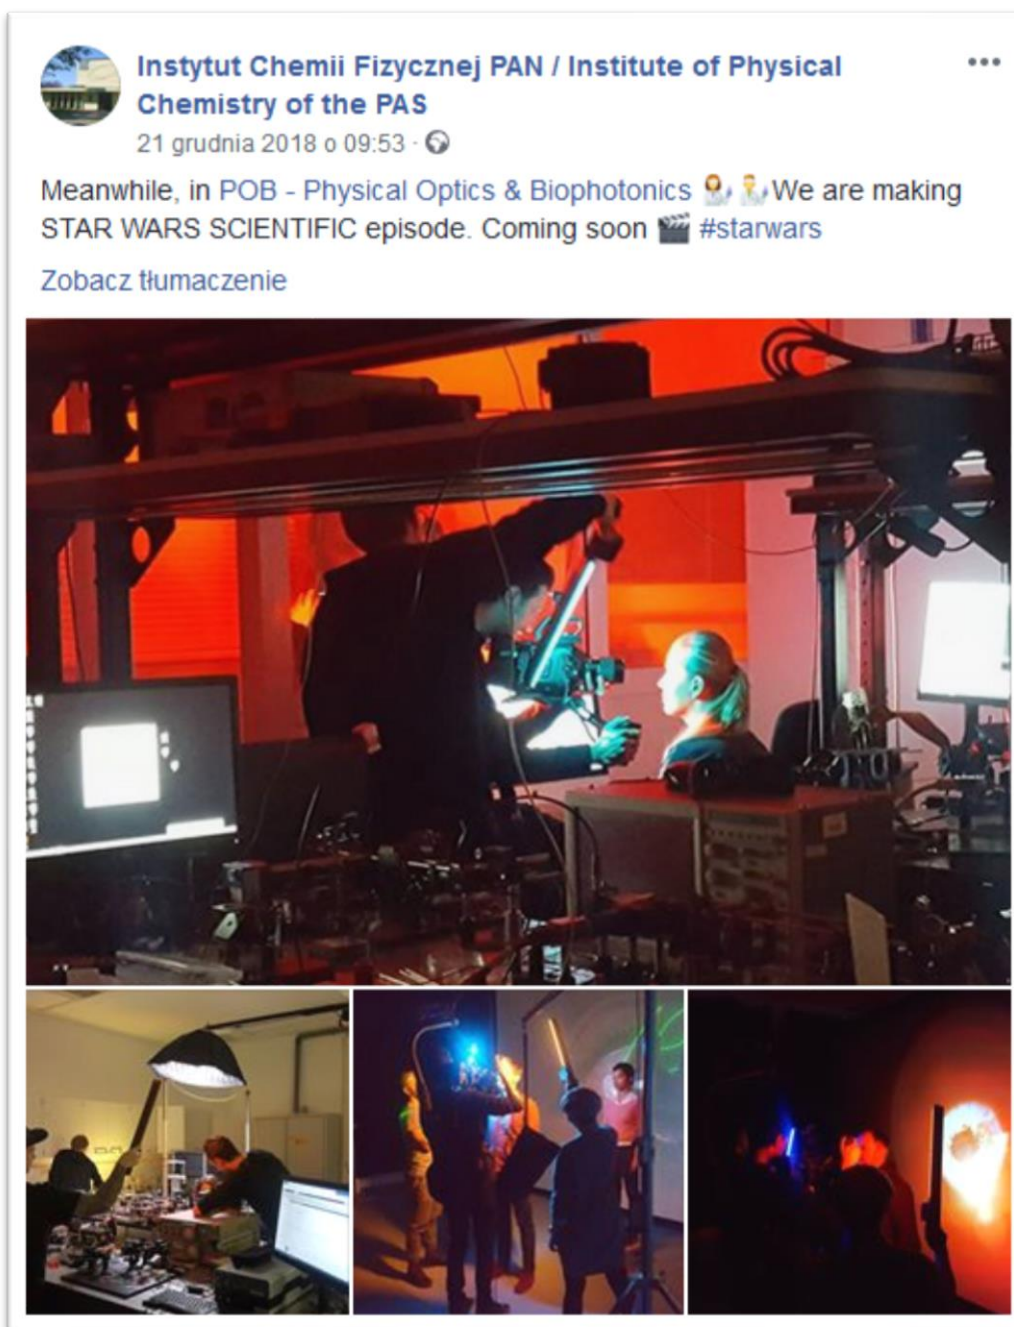 Instytut Chemii Fizycznej PAN / Institute of Physical
Chemistry of the PAS
21 grudnia 2018 o 09:53 ·
Meanwhile, in POB - Physical Optics & Biophotonics We are making
STAR WARS SCIENTIFIC episode. Coming soon #starwars
Zobacz tłumaczenie